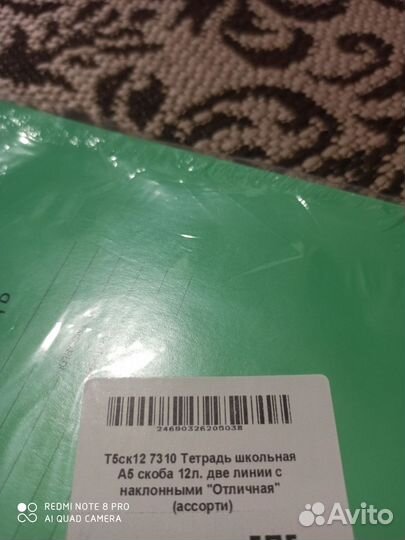 24600326205038
Т5ск12 7310 Тетрадь школьная
А5 скоба 12л. две линии с
наклонными "Отличная"
(ассорти)
REDMI NOTE 8 PRO
AI QUAD CAMERA
Avito